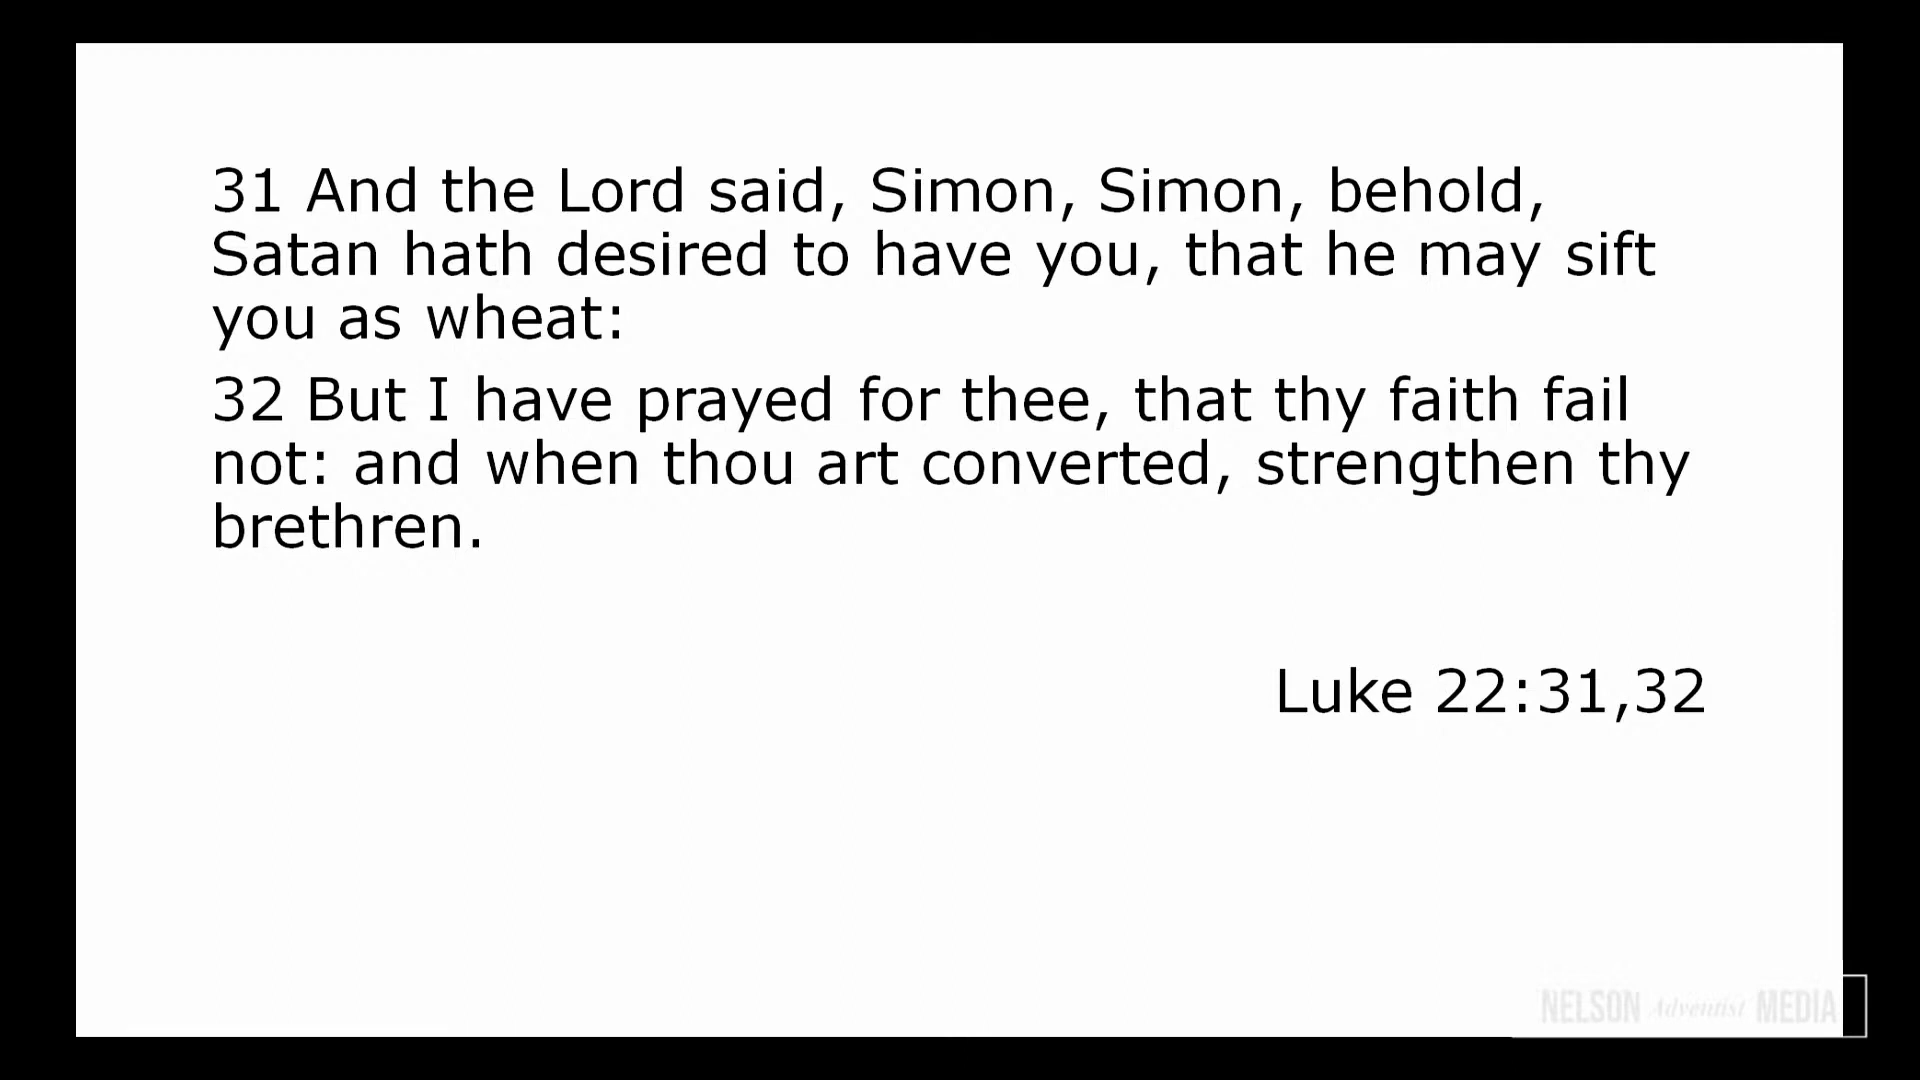 31 And the Lord said, Simon, Simon, behold,
Satan hath desired to have you, that he may sift
you as wheat:
32 But I have prayed for thee, that thy faith fail
not: and when thou art converted, strengthen thy
brethren.
Luke 22:31,32
NELSON Adventist MEDIA